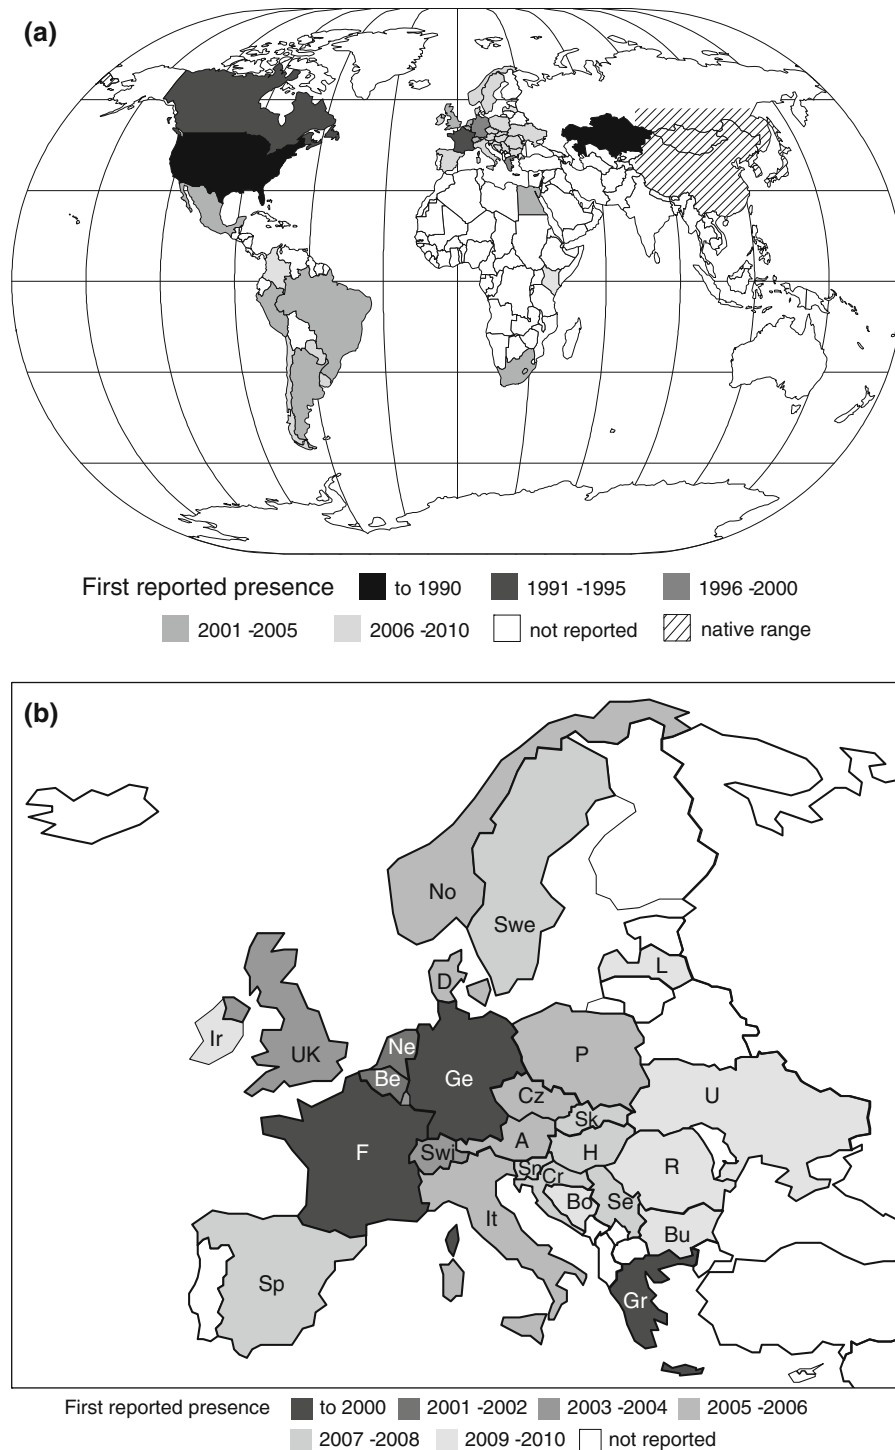 (a)
First reported presence to 1990 1991 -1995 1996 -2000
2001 -2005 2006 -2010 not reported native range
(b)
No
Swe
L
D
Ir
UK
Ne
Be
Ge
P
U
Cz
Sk
F
Swi
A
H
Sn
Cr
R
Bo
Se
It
Bu
Sp
Gr
First reported presence to 2000 2001 -2002 2003 -2004 2005 -2006
2007 -2008 2009 -2010 not reported